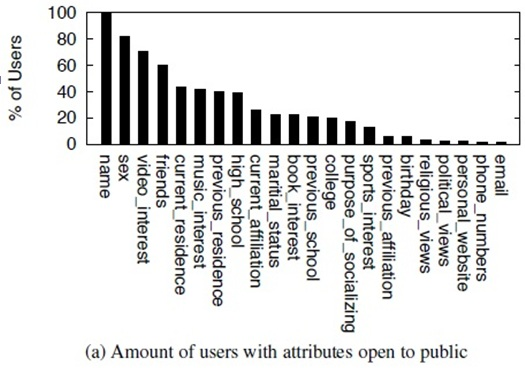 % of Users
100
80
60
40
20
0
name
sex
video_interest
friends
current_residence
music_interest
previous_residence
high_school
current_affiliation
maritial_status
book_interest
previous_school
college
purpose_of_socializing
sports_interest
previous_affiliation
birthday
religious_views
political_views
personal_website
phone_numbers
email
(a) Amount of users with attributes open to public